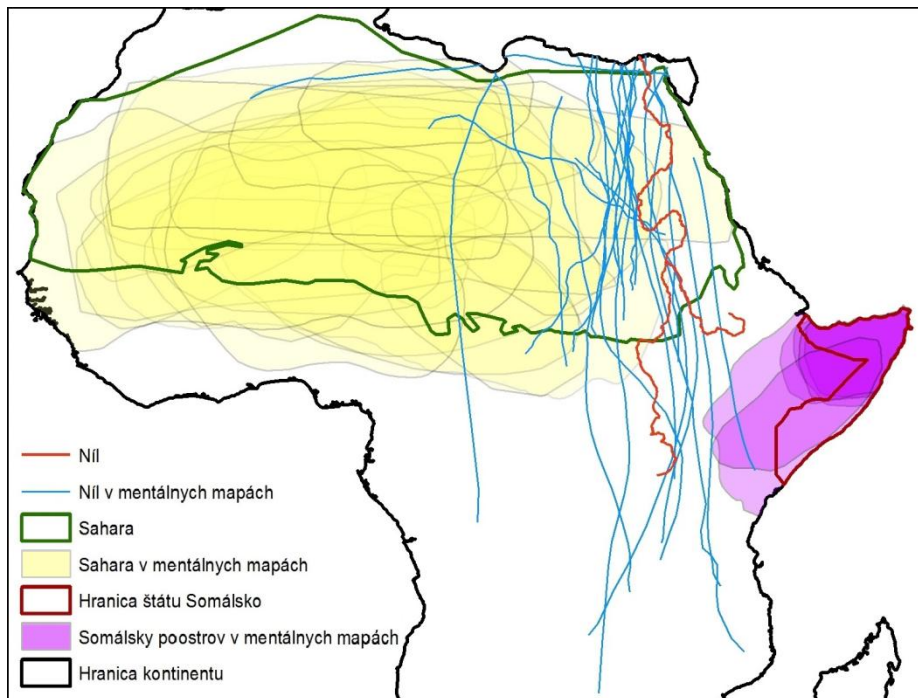 Níl
Níl v mentálnych mapách
Sahara
Sahara v mentálnych mapách
Hranica štátu Somálsko
Somálsky poostrov v mentálnych mapách
Hranica kontinentu